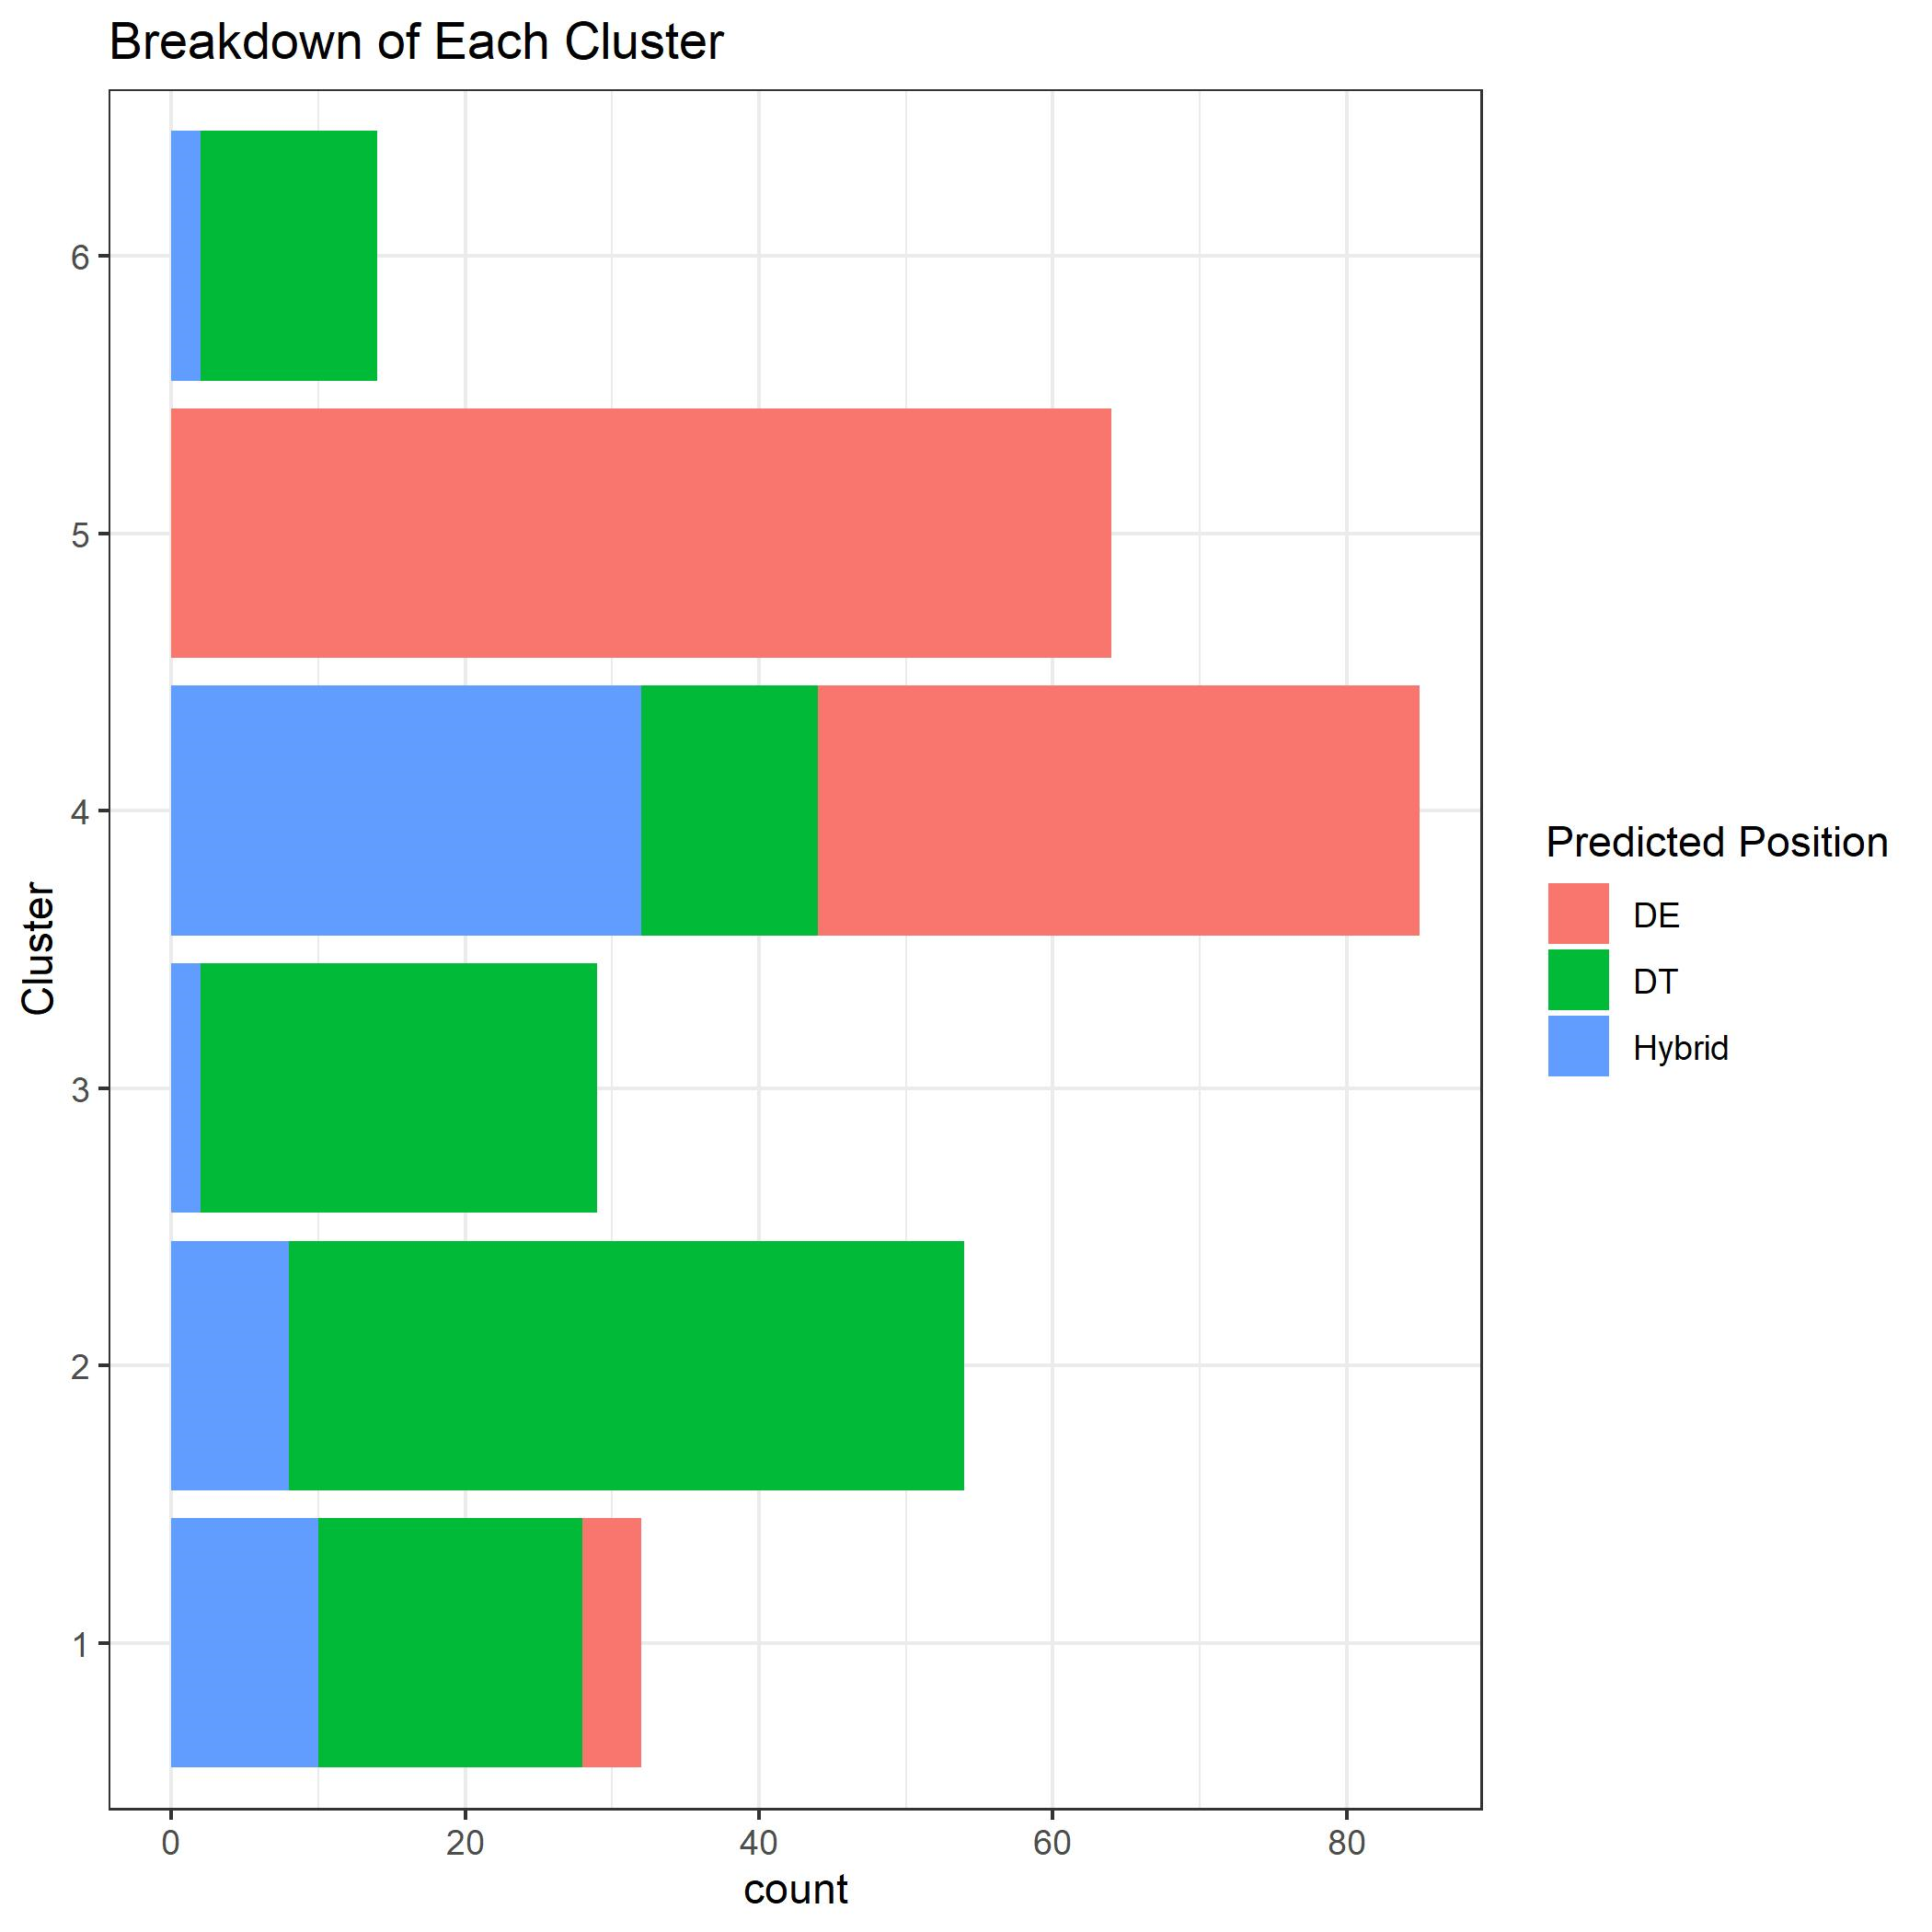 Breakdown of Each Cluster
6
5
4
3
2
1
Cluster
0 20 40 60 80
count
Predicted Position
DE
DT
Hybrid